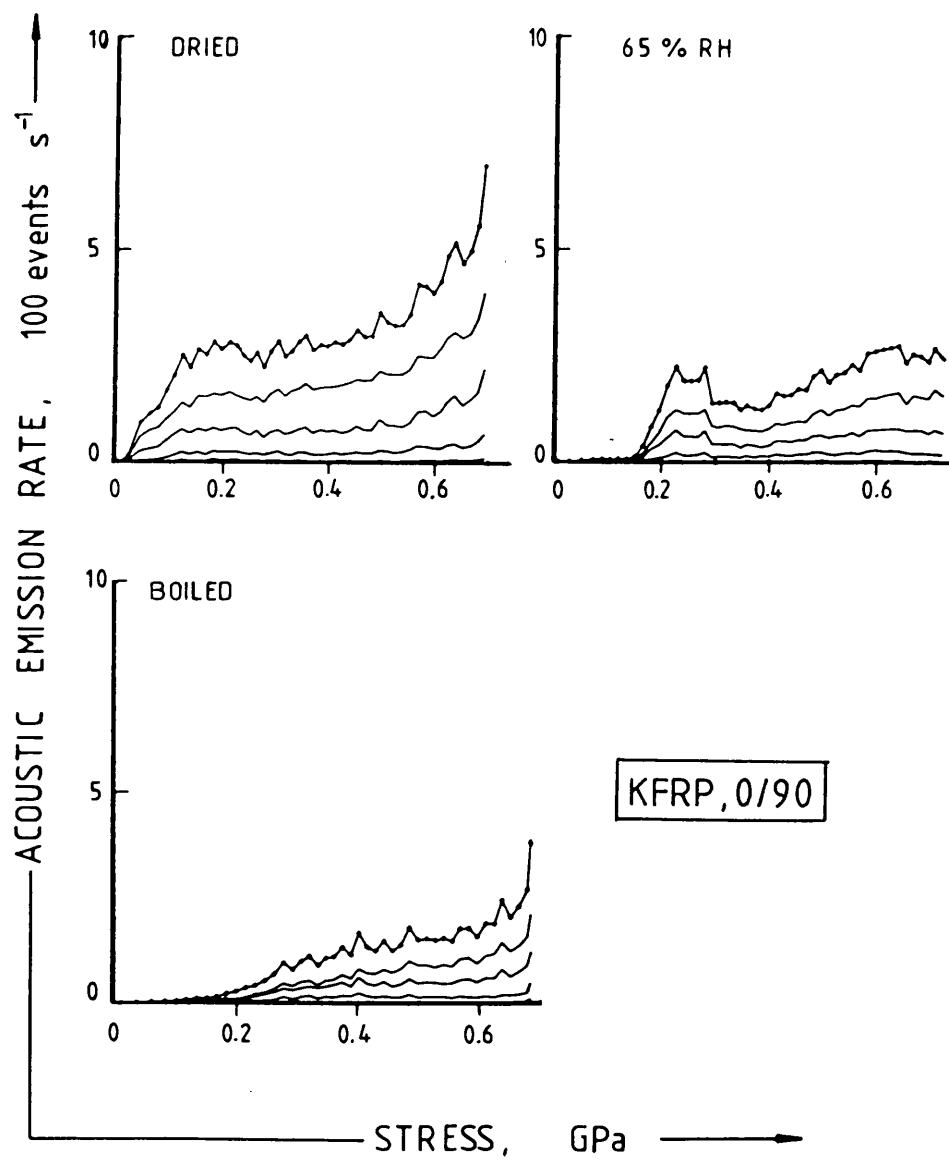 ACOUSTIC EMISSION RATE, 100 events s⁻¹
10
DRIED
5
0
0 0.2 0.4 0.6
10
65 % RH
5
0
0 0.2 0.4 0.6
10
BOILED
5
0
0 0.2 0.4 0.6
KFRP, 0/90
STRESS, GPa